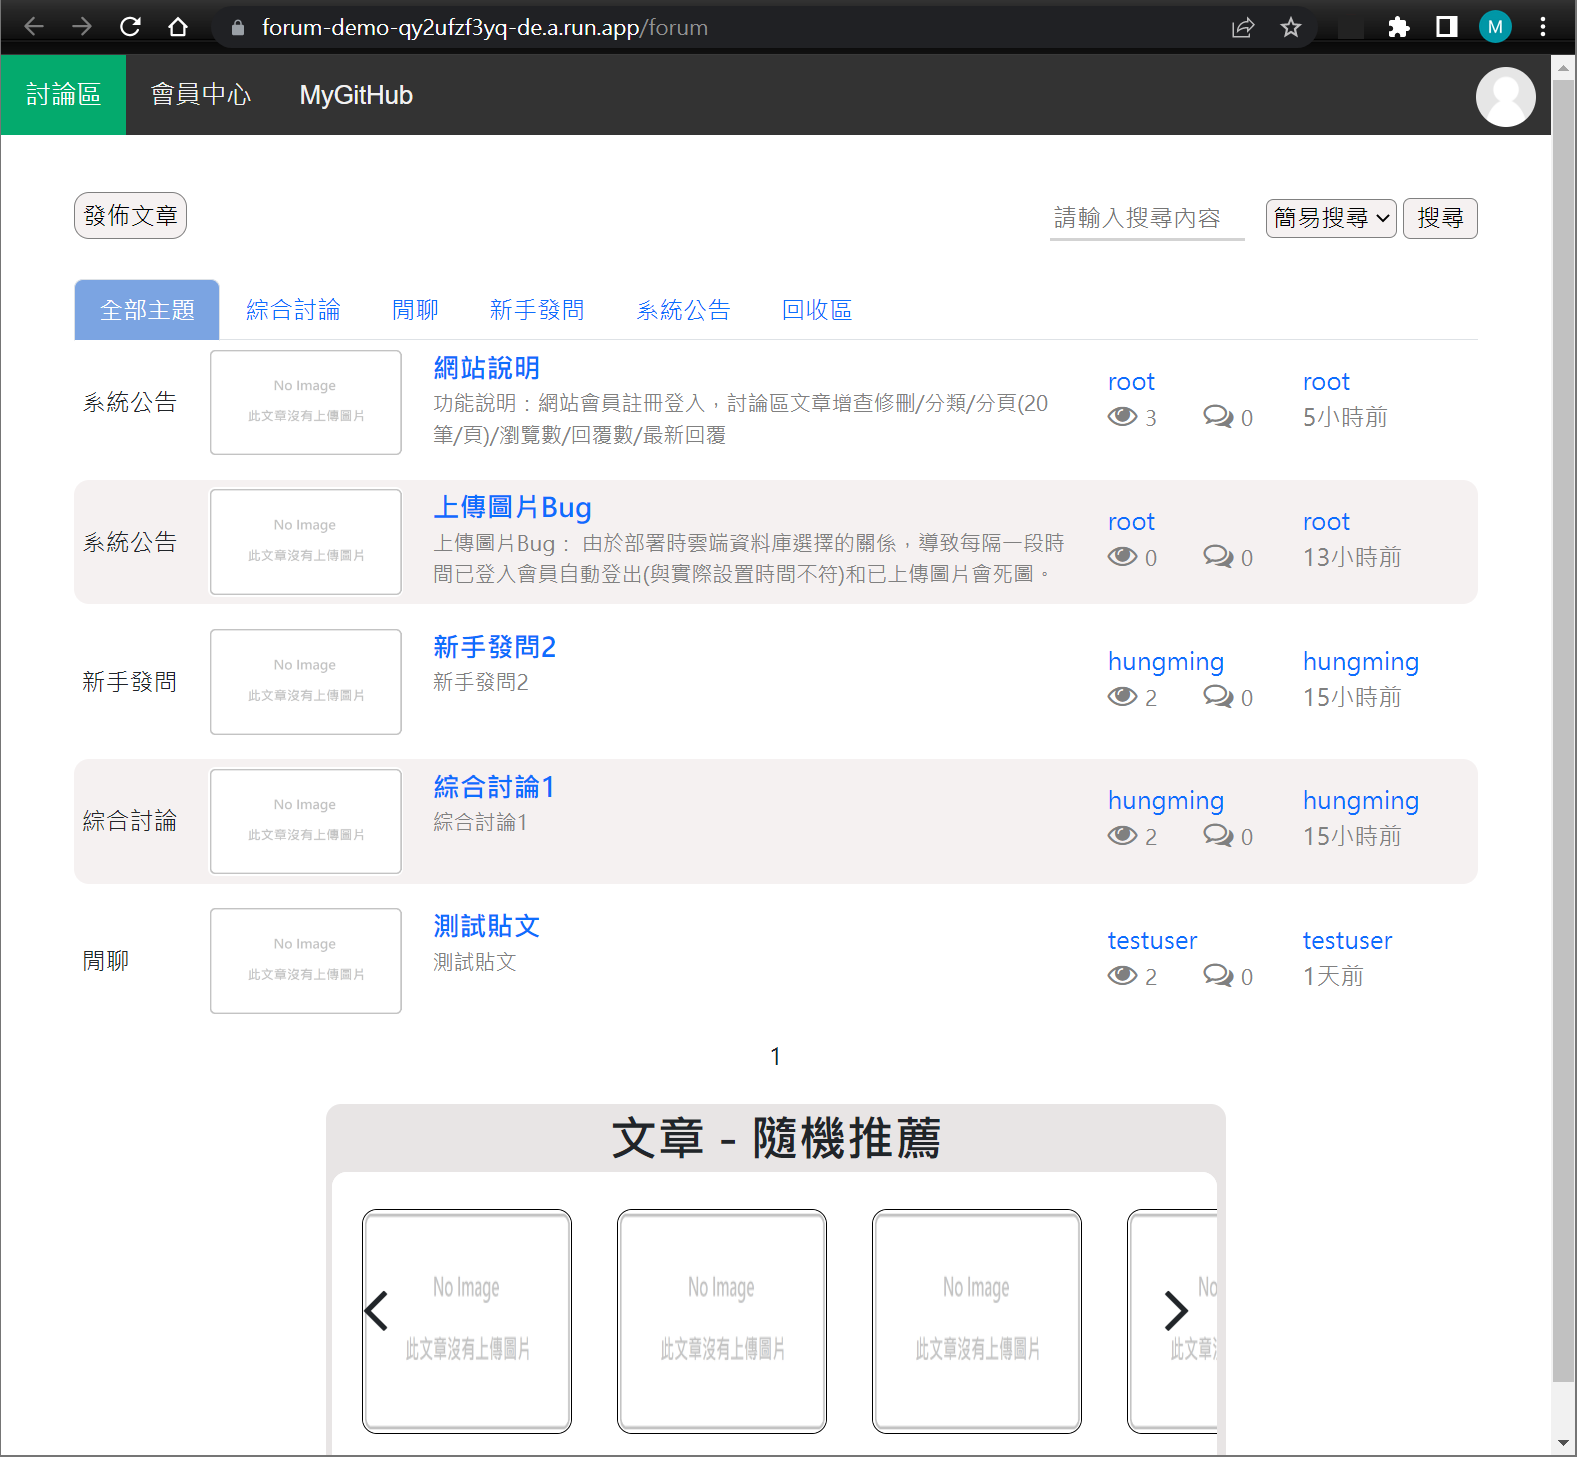 forum-demo-qy2ufzf3yq-de.a.run.app/forum
M
討論區 會員中心 MyGitHub
發佈文章 請輸入搜尋內容 簡易搜尋 搜尋
全部主題 綜合討論 閒聊 新手發問 系統公告 回收區
系統公告
No Image
此文章沒有上傳圖片
網站說明
功能說明：網站會員註冊登入，討論區文章增查修刪/分類/分頁(20
筆/頁)/瀏覽數/回覆數/最新回覆
root
3 0
root
5小時前
系統公告
No Image
此文章沒有上傳圖片
上傳圖片Bug
上傳圖片Bug： 由於部署時雲端資料庫選擇的關係，導致每隔一段時
間已登入會員自動登出(與實際設置時間不符)和已上傳圖片會死圖。
root
0 0
root
13小時前
新手發問
No Image
此文章沒有上傳圖片
新手發問2
新手發問2
hungming
2 0
hungming
15小時前
綜合討論
No Image
此文章沒有上傳圖片
綜合討論1
綜合討論1
hungming
2 0
hungming
15小時前
閒聊
No Image
此文章沒有上傳圖片
測試貼文
測試貼文
testuser
2 0
testuser
1天前
1
文章 - 隨機推薦
No Image
此文章沒有上傳圖片
No Image
此文章沒有上傳圖片
No Image
此文章沒有上傳圖片
No
此文章